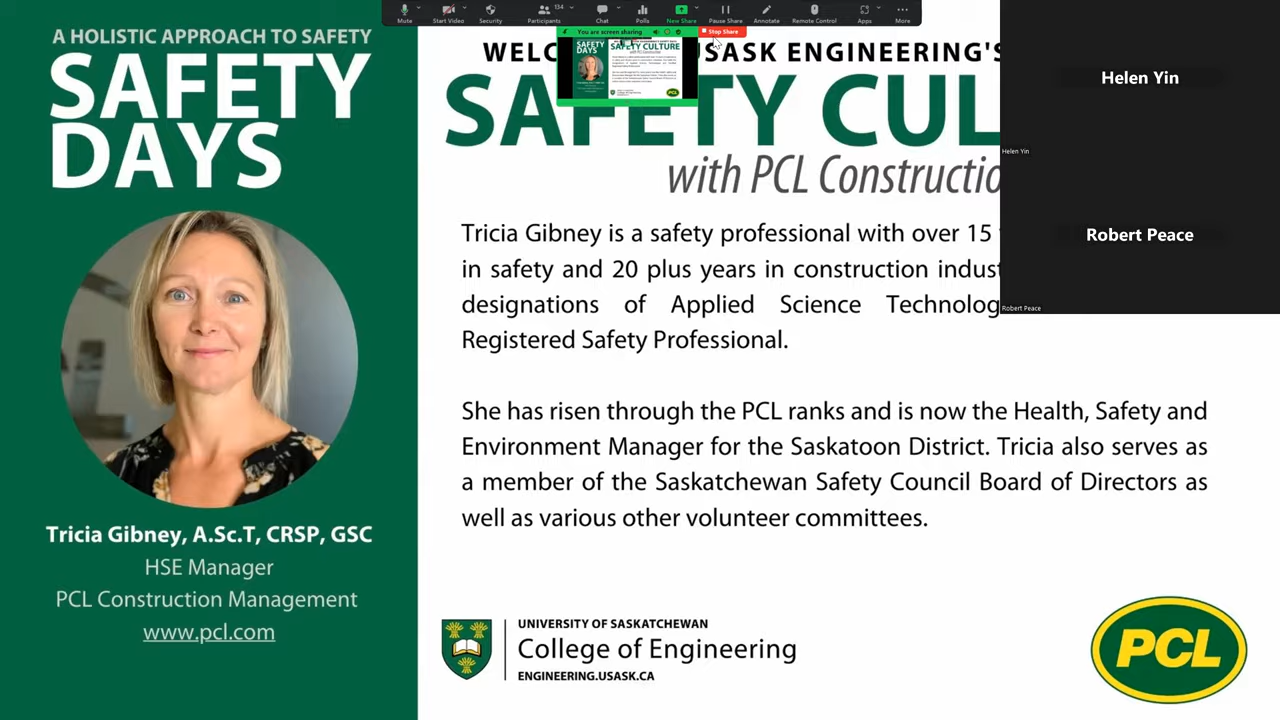 Mute
Start Video
Security
Participants
134
Chat
Polls
New Share
Pause Share
Annotate
Remote Control
Apps
More
You are screen sharing
Stop Share
A HOLISTIC APPROACH TO SAFETY
SAFETY
DAYS
Tricia Gibney, A.Sc.T, CRSP, GSC
HSE Manager
PCL Construction Management
www.pcl.com
USASK ENGINEERING'S
SAFETY CUL
with PCL Constructio
SAFETY
DAYS
SAFETY CULTURE
Tricia Gibney is a safety professional with over 15
in safety and 20 plus years in construction indust
designations of Applied Science Technolog
Registered Safety Professional.
She has risen through the PCL ranks and is now the Health, Safety and
Environment Manager for the Saskatoon District. Tricia also serves as
a member of the Saskatchewan Safety Council Board of Directors as
well as various other volunteer committees.
UNIVERSITY OF SASKATCHEWAN
College of Engineering
ENGINEERING.USASK.CA
PCL
Helen Yin
Helen Yin
Robert Peace
Robert Peace